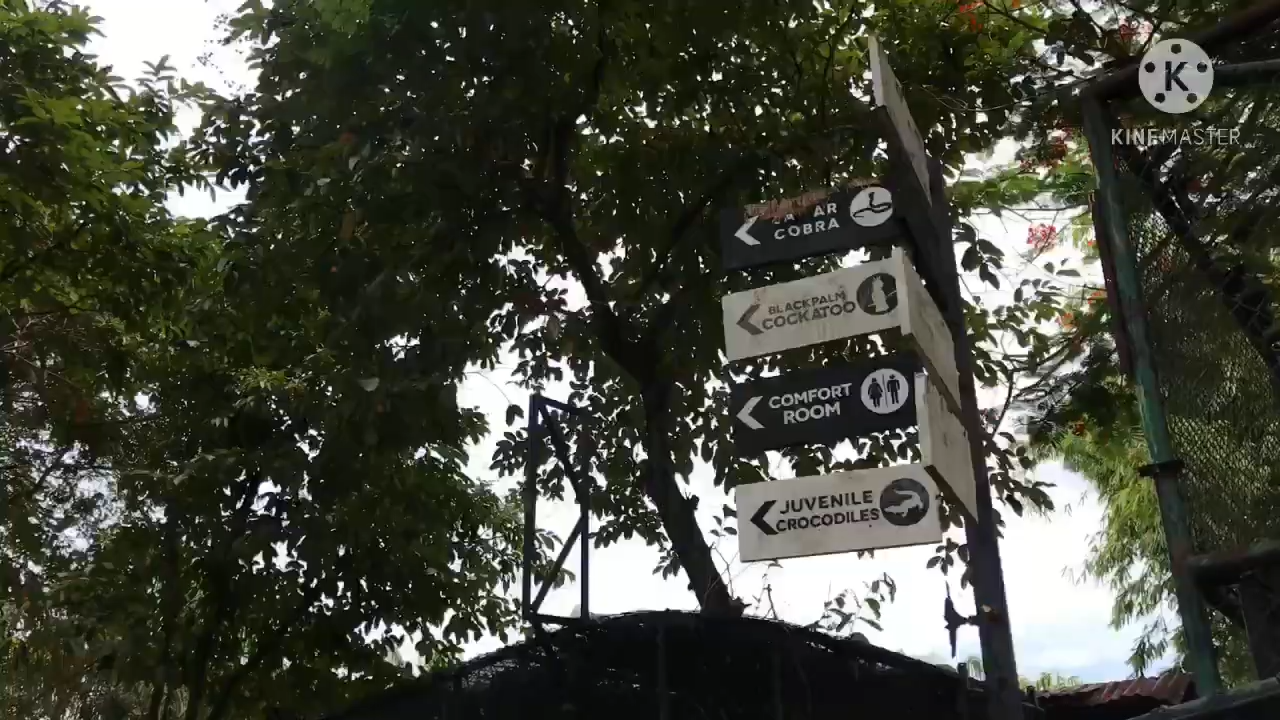 COBRA
BLACKPALM
COCKATOO
COMFORT
ROOM
JUVENILE
CROCODILES
K
KINEMASTER